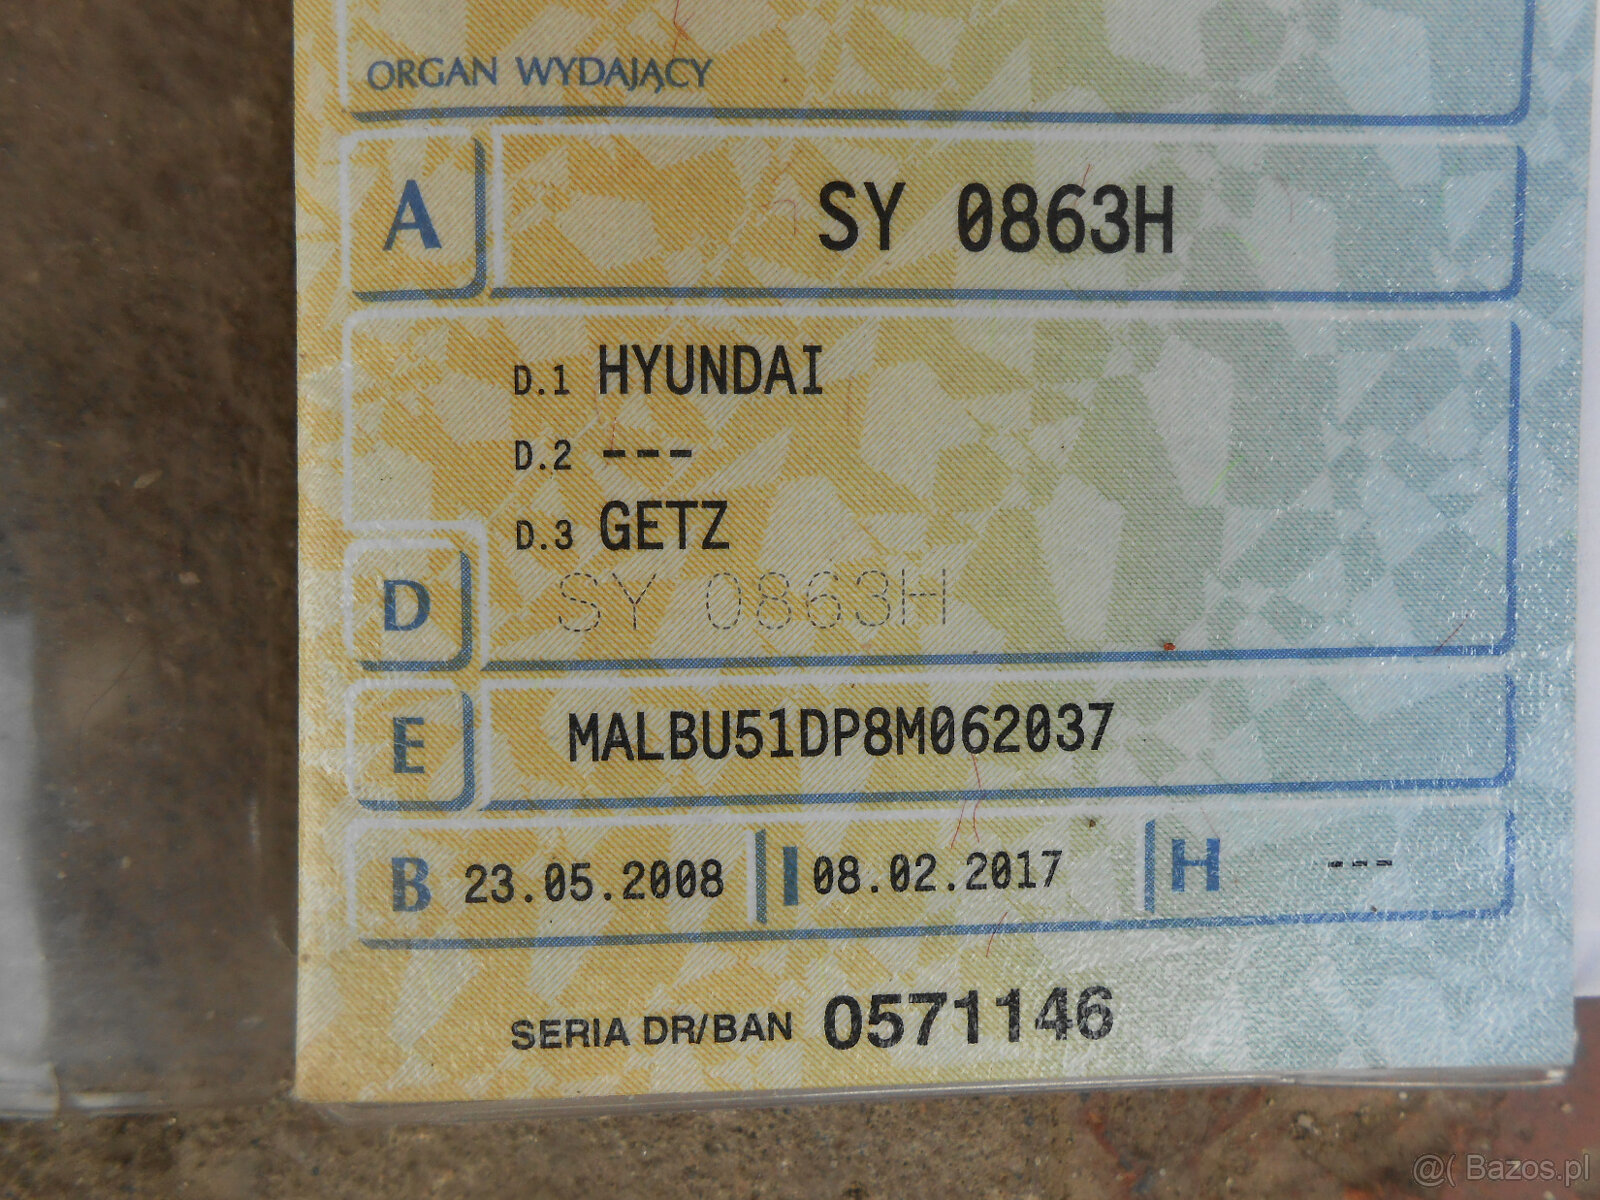 ORGAN WYDAJĄCY
A SY 0863H
D.1 HYUNDAI
D.2 ---
D.3 GETZ
D SY 0863H
E MALBU51DP8M062037
B 23.05.2008 I 08.02.2017 H ---
SERIA DR/BAN 0571146
@( Bazos.pl